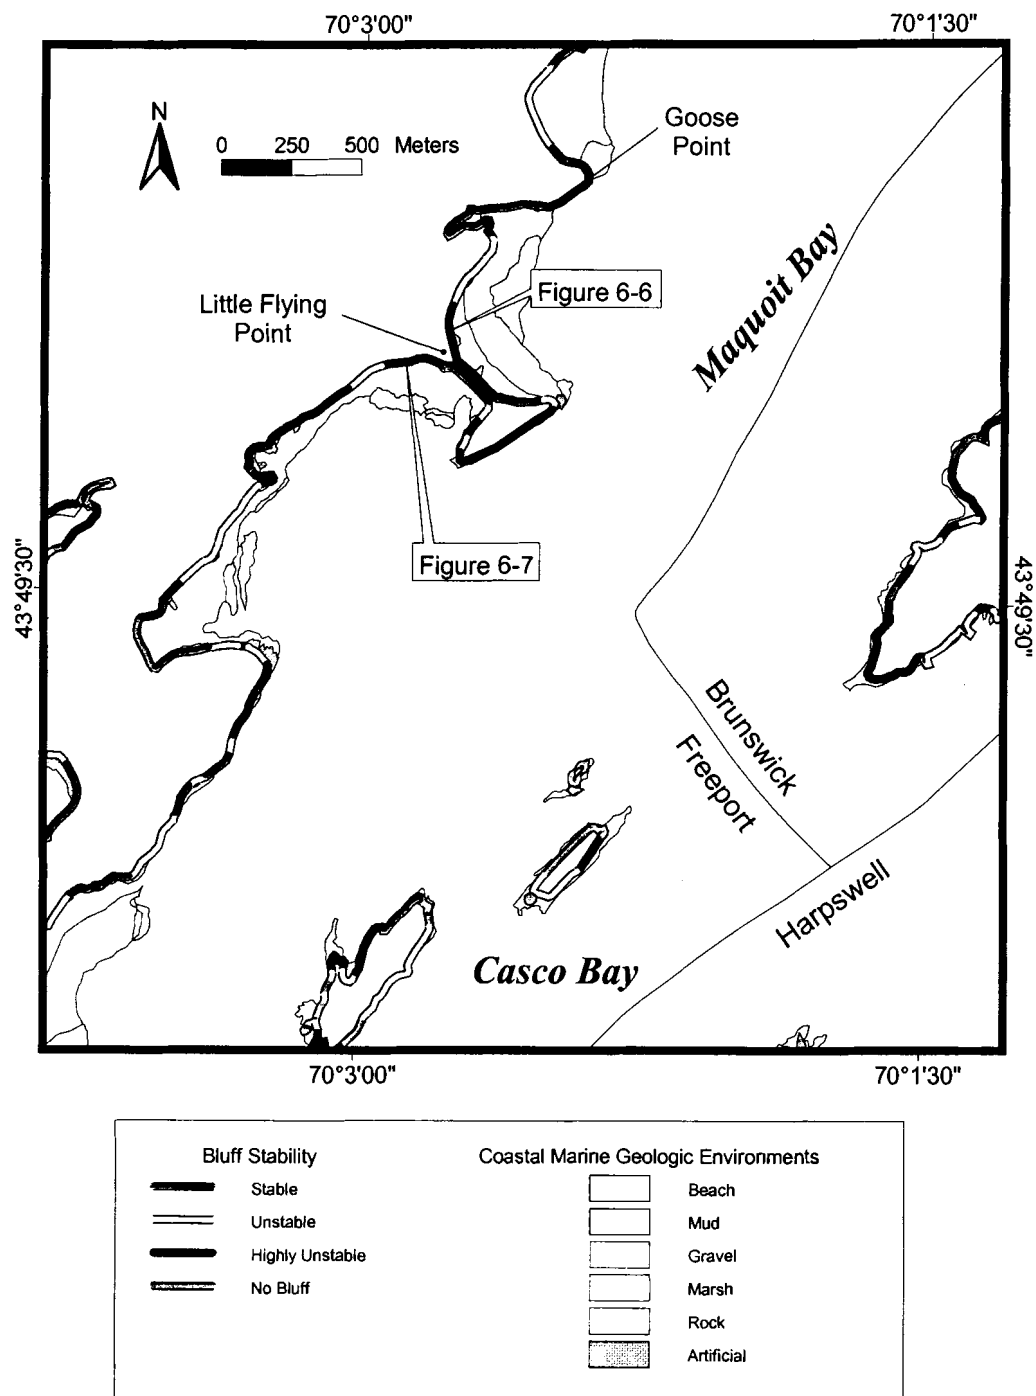 70°3'00"
70°1'30"
N
0 250 500 Meters
Goose
Point
Maquoit Bay
Figure 6-6
Little Flying
Point
Figure 6-7
43°49'30"
43°49'30"
Brunswick
Freeport
Harpswell
Casco Bay
70°3'00"
70°1'30"
Bluff Stability
Stable
Unstable
Highly Unstable
No Bluff
Coastal Marine Geologic Environments
Beach
Mud
Gravel
Marsh
Rock
Artificial